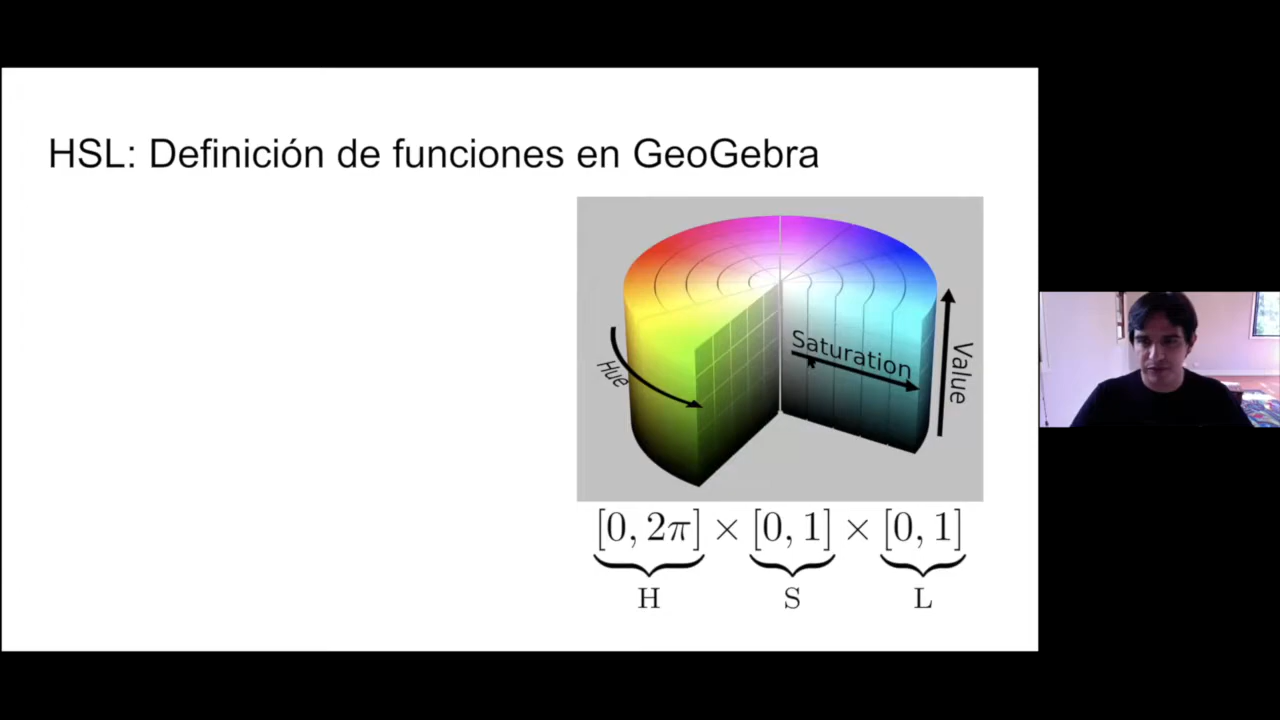 HSL: Definición de funciones en GeoGebra
Hue
Saturation
Value
[0, 2π] × [0, 1] × [0, 1]
H S L